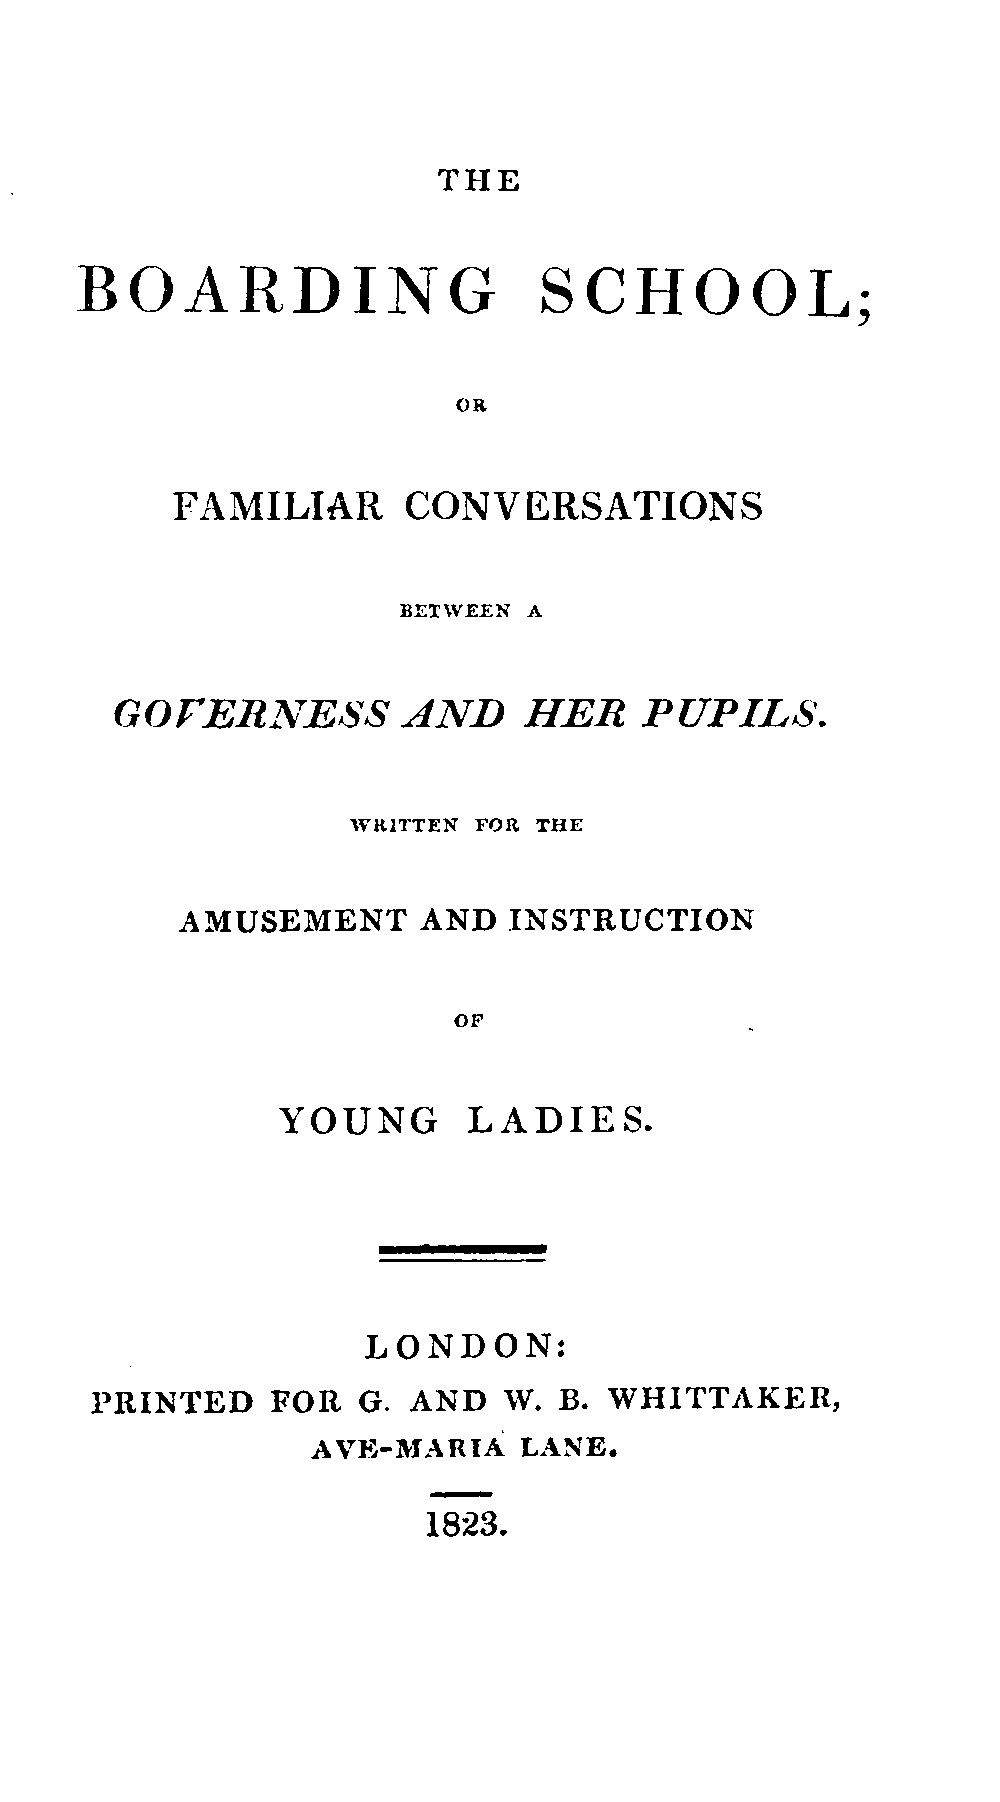 THE
BOARDING SCHOOL;
OR
FAMILIAR CONVERSATIONS
BETWEEN A
GOVERNESS AND HER PUPILS.
WRITTEN FOR THE
AMUSEMENT AND INSTRUCTION
OF
YOUNG LADIES.
LONDON:
PRINTED FOR G. AND W. B. WHITTAKER,
AVE-MARIA LANE.
1823.